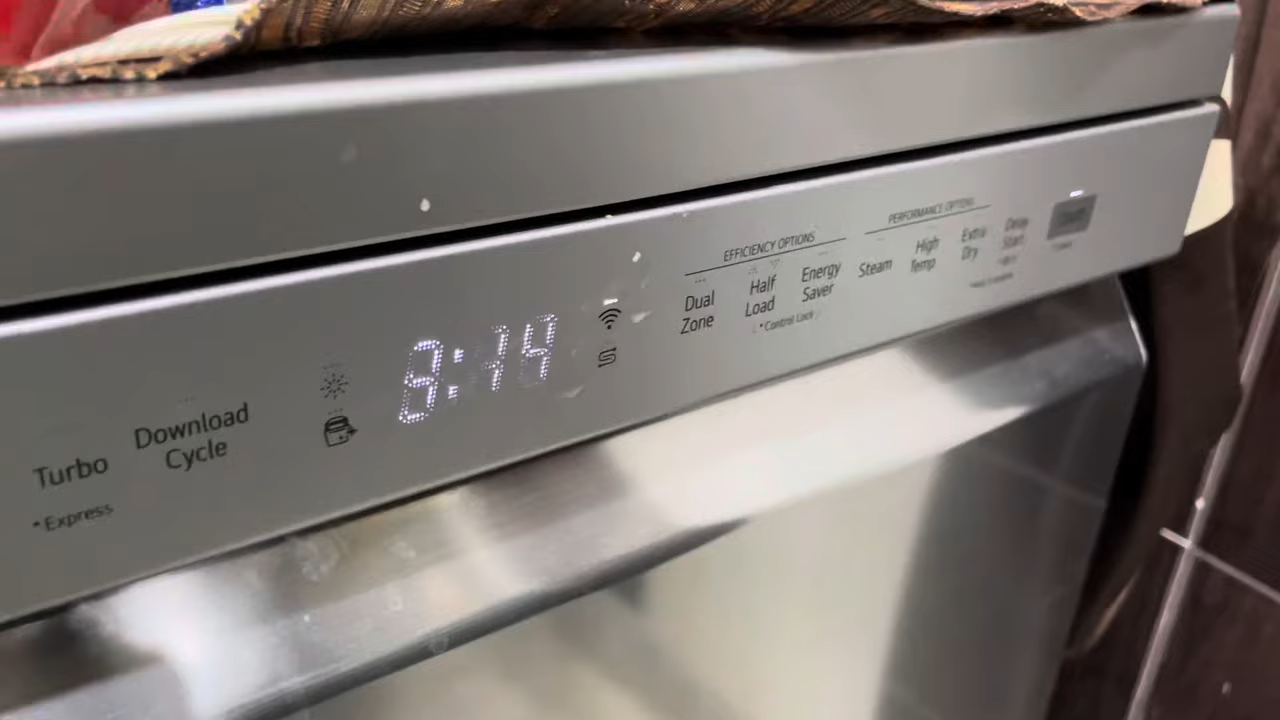 Turbo
• Express
Download
Cycle
8:14
EFFICIENCY OPTIONS
Dual
Zone
Half
Load
Energy
Saver
• Control Lock
PERFORMANCE OPTIONS
Steam
High
Temp
Extra
Dry
Delay
Start